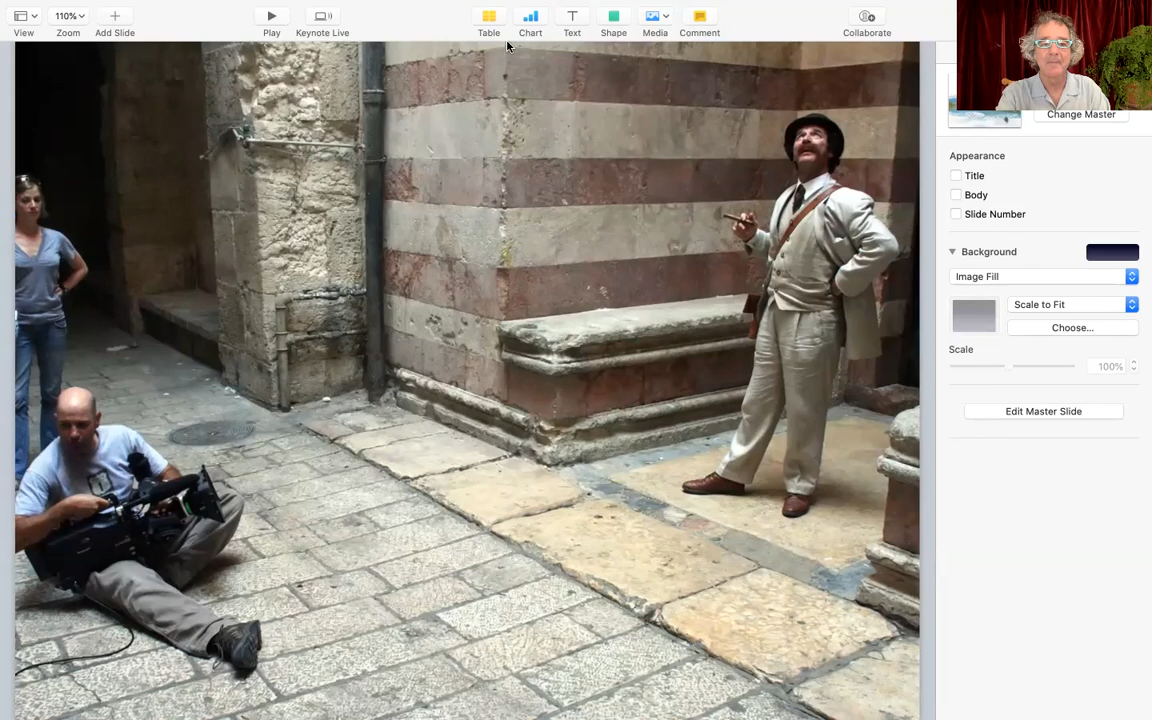 View
110%
Zoom
Add Slide
Play
Keynote Live
Table
Chart
Text
Shape
Media
Comment
Collaborate
Change Master
Appearance
Title
Body
Slide Number
Background
Image Fill
Scale to Fit
Choose...
Scale
100%
Edit Master Slide